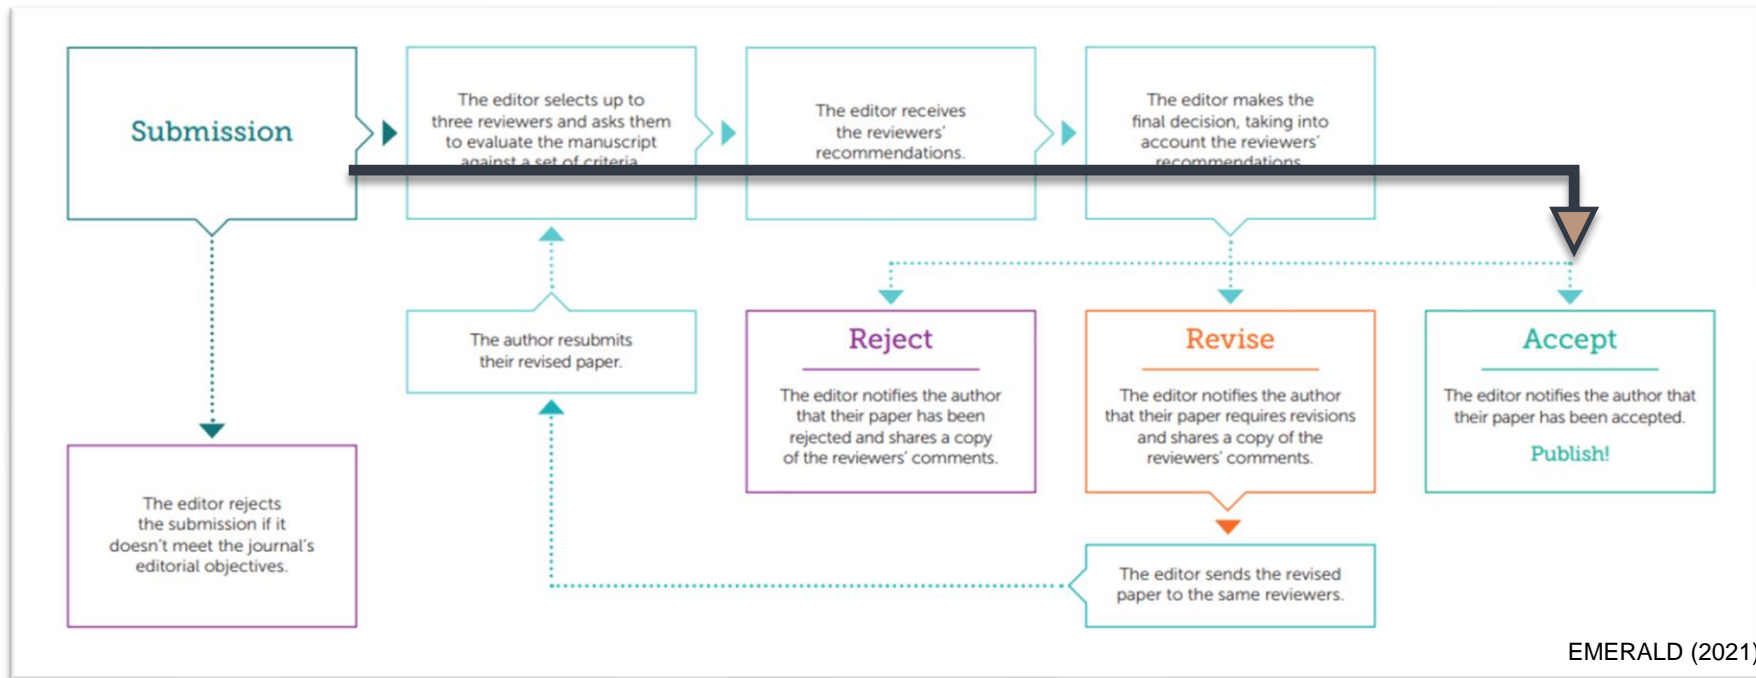 Submission
The editor selects up to
three reviewers and asks them
to evaluate the manuscript
against a set of criteria
The editor receives
the reviewers'
recommendations.
The editor makes the
final decision, taking into
account the reviewers'
recommendations
The author resubmits
their revised paper.
Reject
The editor notifies the author
that their paper has been
rejected and shares a copy
of the reviewers' comments.
Revise
The editor notifies the author
that their paper requires revisions
and shares a copy of the
reviewers' comments.
Accept
The editor notifies the author that
their paper has been accepted.
Publish!
The editor rejects
the submission if it
doesn't meet the journal's
editorial objectives.
The editor sends the revised
paper to the same reviewers.
EMERALD (2021)